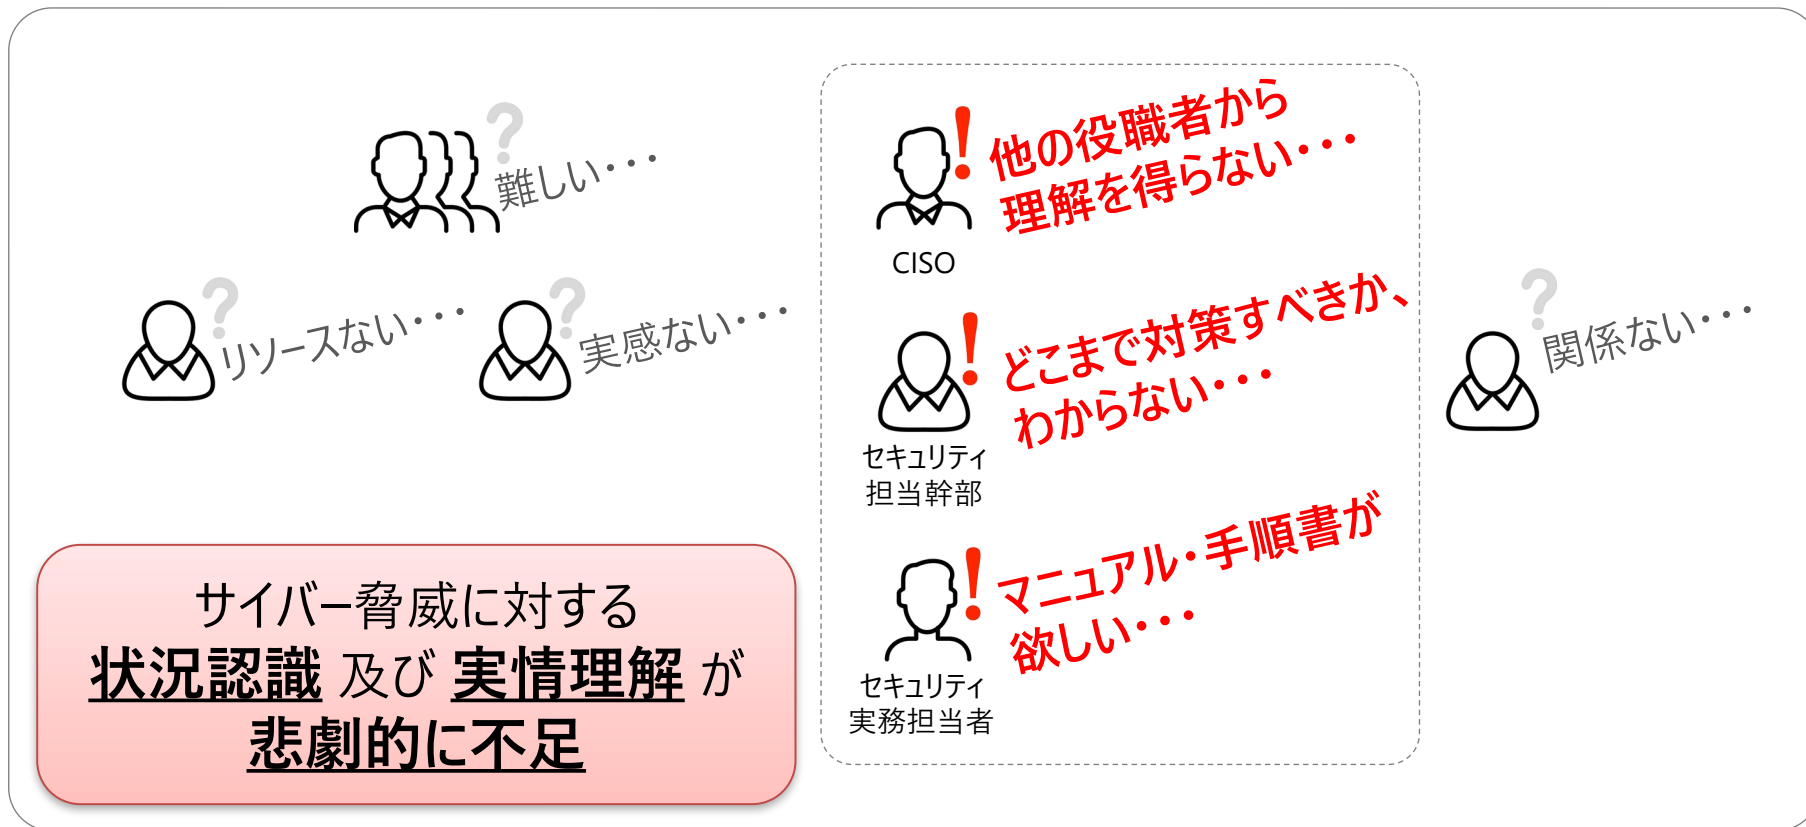 ?
難しい・・・
?
リソースない・・・
?
実感ない・・・
!
他の役職者から
理解を得らない・・・
CISO
!
どこまで対策すべきか、
わからない・・・
セキュリティ
担当幹部
!
マニュアル・手順書が
欲しい・・・
セキュリティ
実務担当者
?
関係ない・・・
サイバー脅威に対する
状況認識 及び 実情理解 が
悲劇的に不足